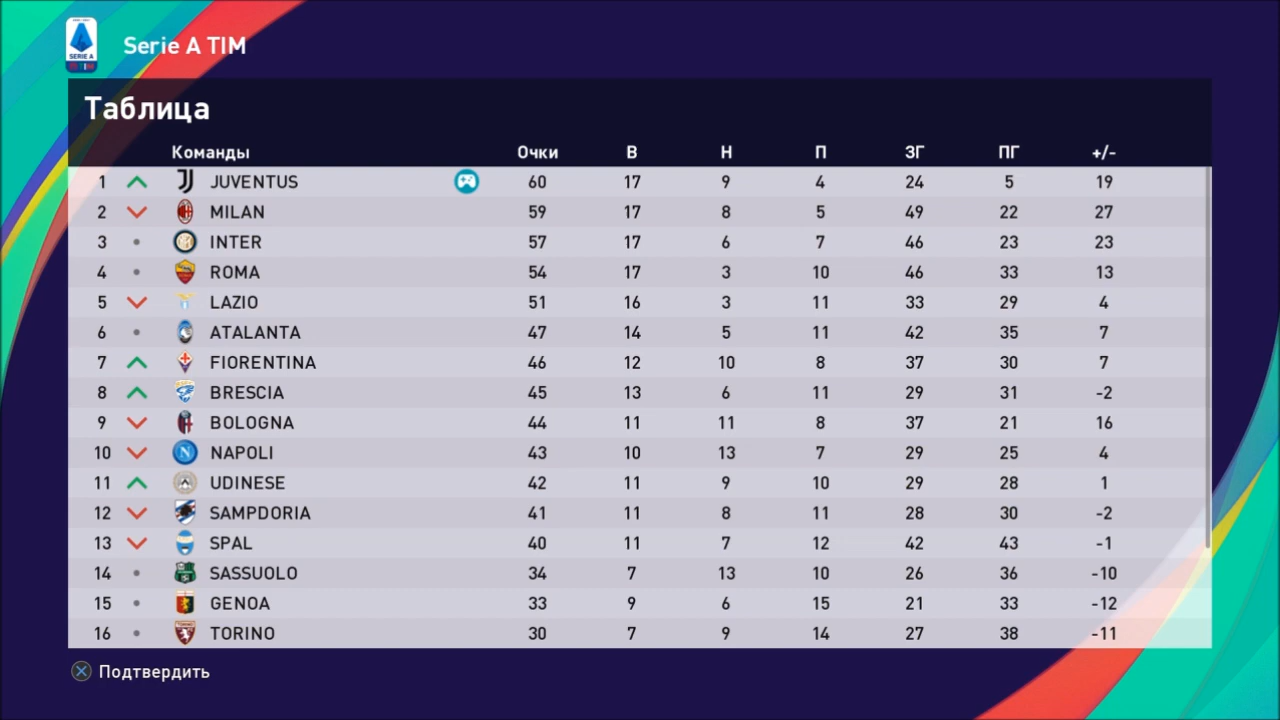 Serie A TIM
SERIE A
TIM
Таблица
Команды Очки В Н П ЗГ ПГ +/-
1 JUVENTUS 60 17 9 4 24 5 19
2 MILAN 59 17 8 5 49 22 27
3 INTER 57 17 6 7 46 23 23
4 ROMA 54 17 3 10 46 33 13
5 LAZIO 51 16 3 11 33 29 4
6 ATALANTA 47 14 5 11 42 35 7
7 FIORENTINA 46 12 10 8 37 30 7
8 BRESCIA 45 13 6 11 29 31 -2
9 BOLOGNA 44 11 11 8 37 21 16
10 NAPOLI 43 10 13 7 29 25 4
11 UDINESE 42 11 9 10 29 28 1
12 SAMPDORIA 41 11 8 11 28 30 -2
13 SPAL 40 11 7 12 42 43 -1
14 SASSUOLO 34 7 13 10 26 36 -10
15 GENOA 33 9 6 15 21 33 -12
16 TORINO 30 7 9 14 27 38 -11
Подтвердить